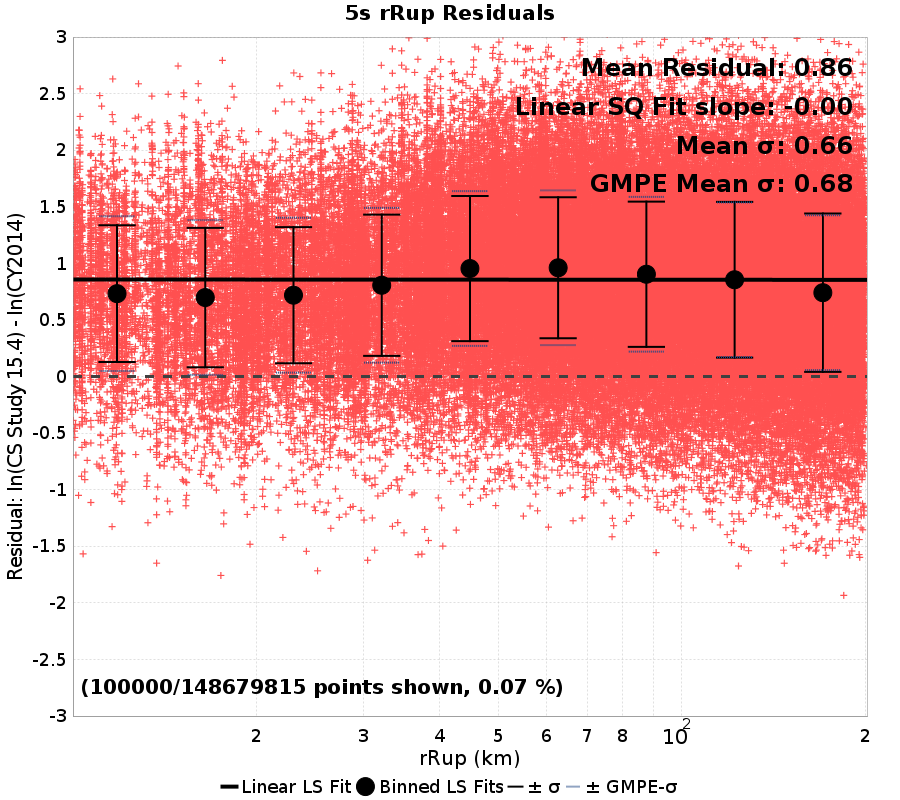 5s rRup Residuals
Residual: ln(CS Study 15.4) - ln(CY2014)
3
2.5
2
1.5
1
0.5
0
-0.5
-1
-1.5
-2
-2.5
-3
Mean Residual: 0.86
Linear SQ Fit slope: -0.00
Mean σ: 0.66
GMPE Mean σ: 0.68
(100000/148679815 points shown, 0.07 %)
2 3 4 5 6 7 8 10² 2
rRup (km)
Linear LS Fit Binned LS Fits ± σ ± GMPE-σ